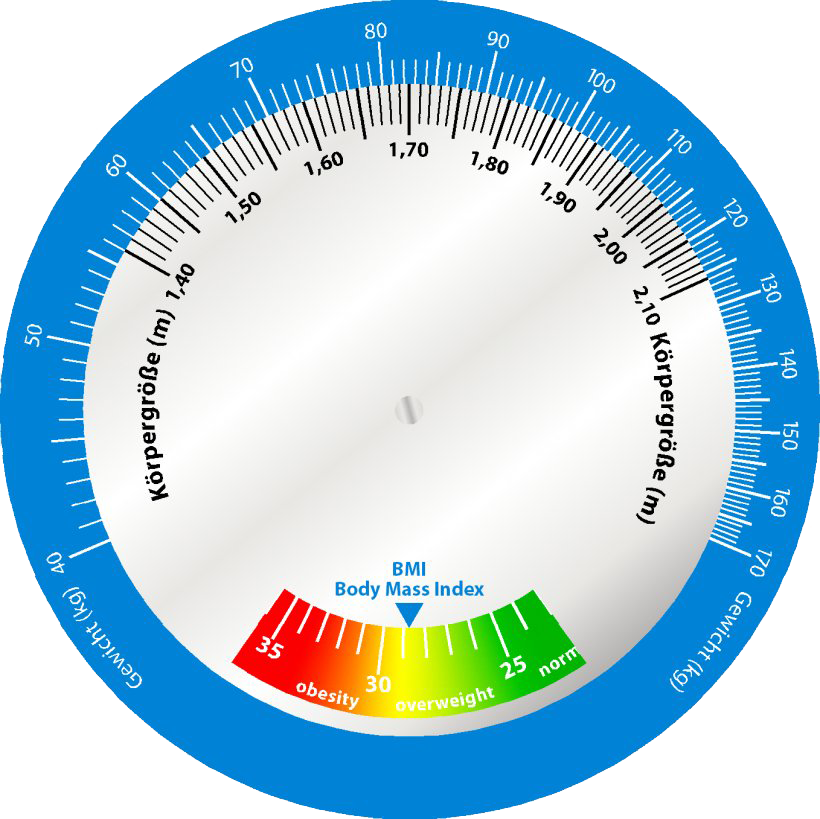 40
50
60
70
80
90
100
110
120
130
140
150
160
170
Gewicht (kg)
Gewicht (kg)
Körpergröße (m)
1,40
1,50
1,60
1,70
1,80
1,90
2,00
2,10
Körpergröße (m)
BMI
Body Mass Index
35
30
25
obesity
overweight
norm